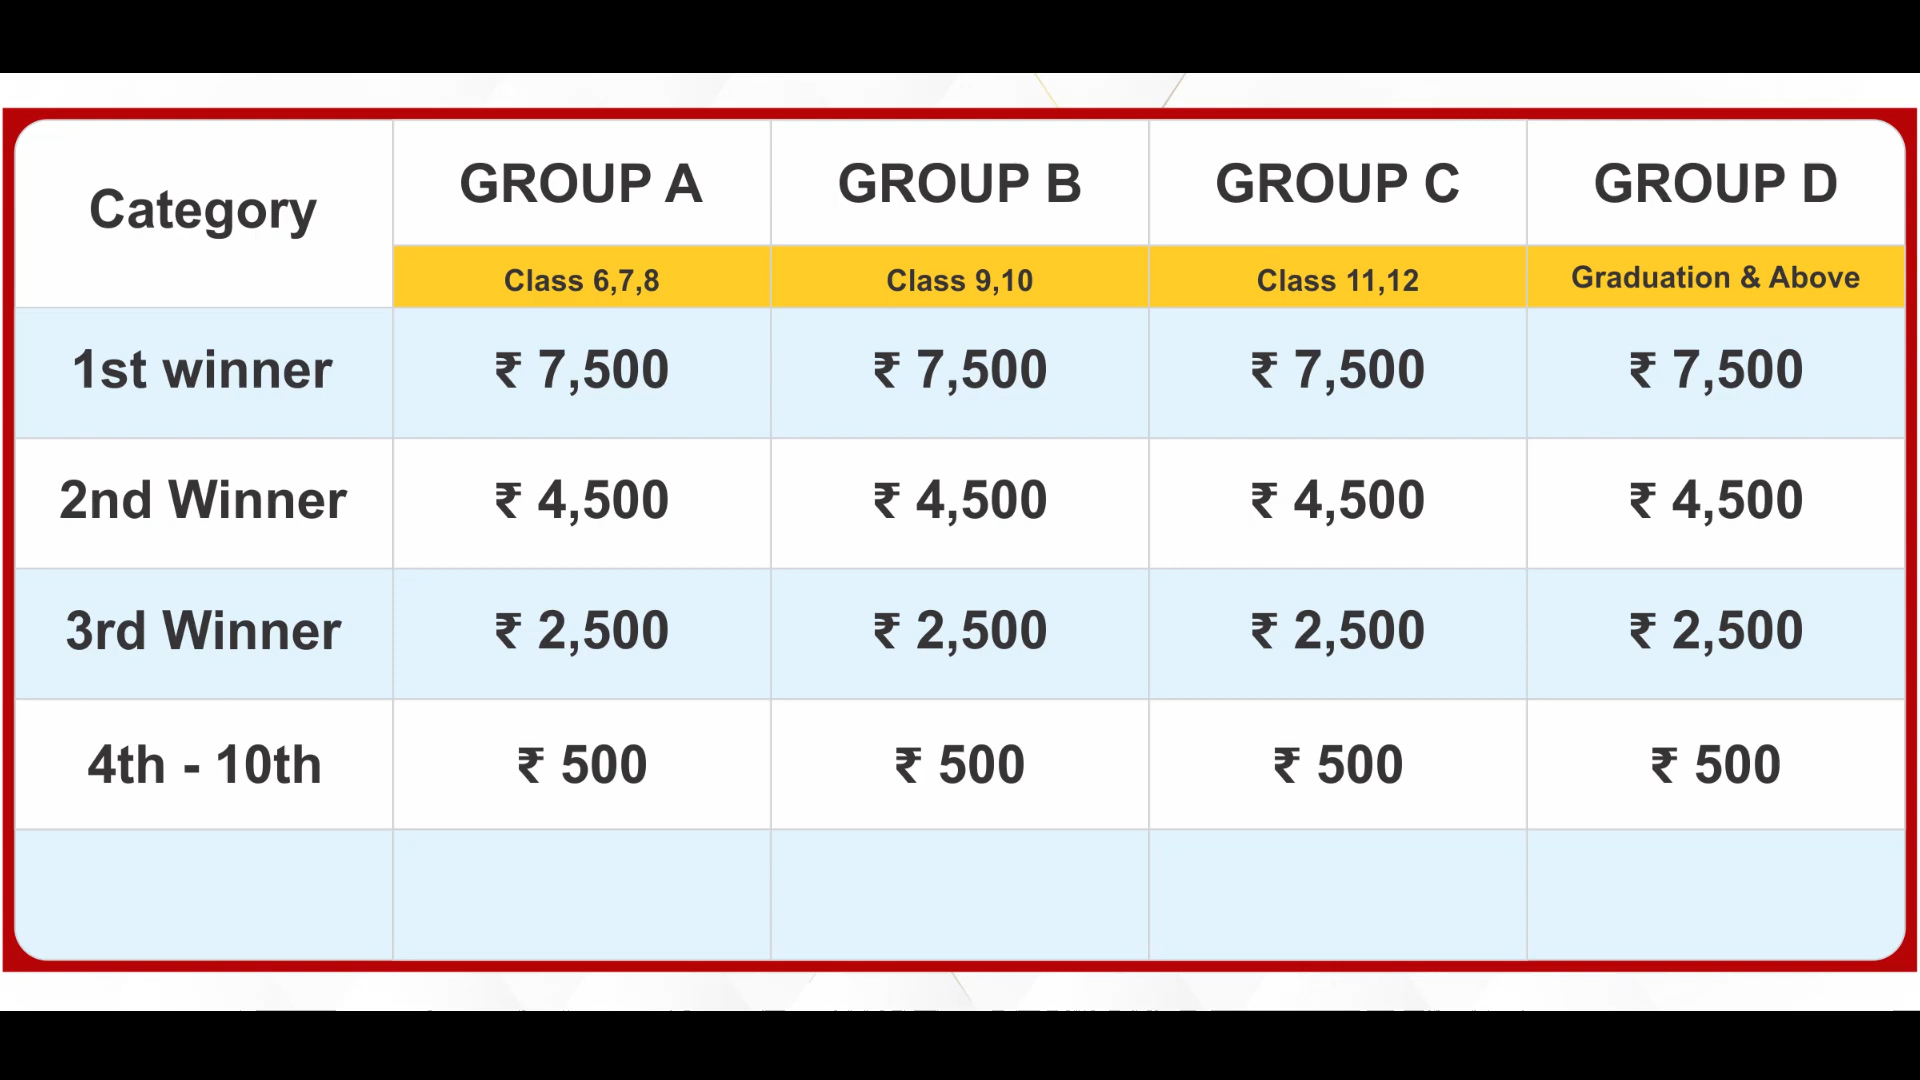 Category GROUP A GROUP B GROUP C GROUP D
Class 6,7,8 Class 9,10 Class 11,12 Graduation & Above
1st winner ₹ 7,500 ₹ 7,500 ₹ 7,500 ₹ 7,500
2nd Winner ₹ 4,500 ₹ 4,500 ₹ 4,500 ₹ 4,500
3rd Winner ₹ 2,500 ₹ 2,500 ₹ 2,500 ₹ 2,500
4th - 10th ₹ 500 ₹ 500 ₹ 500 ₹ 500